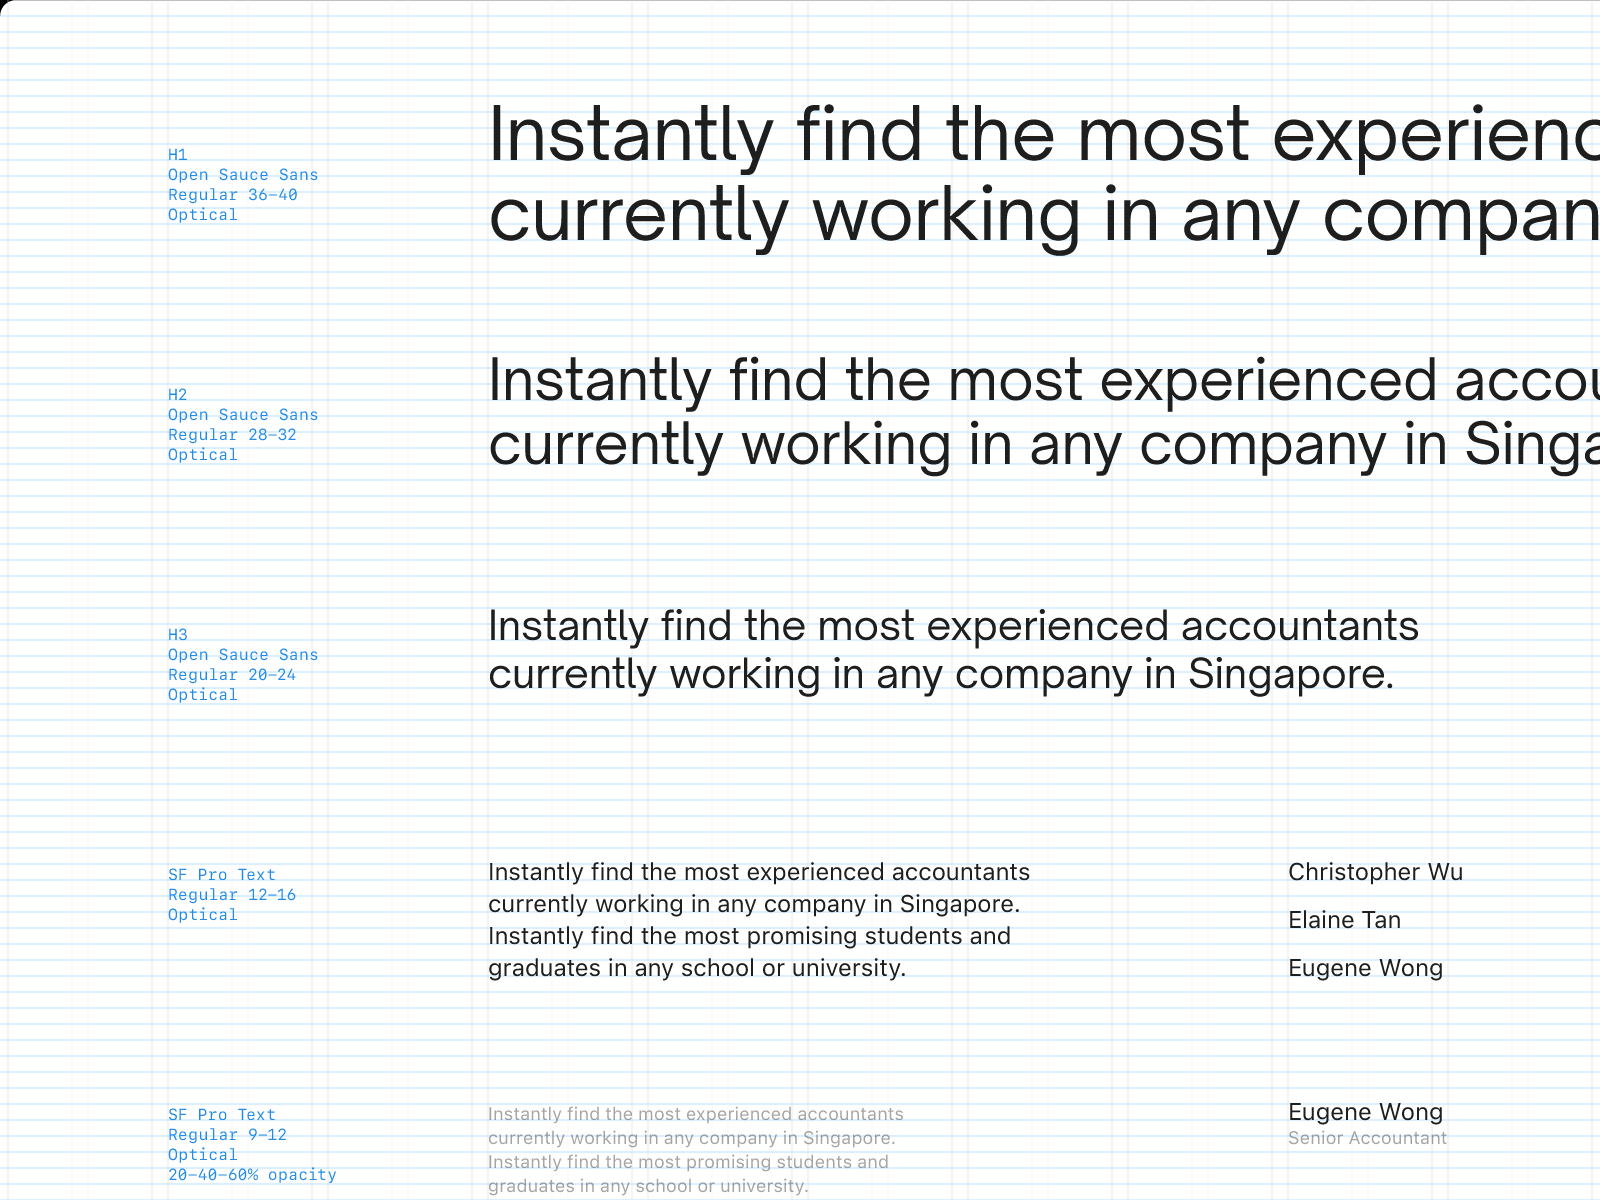 H1
Open Sauce Sans
Regular 36–40
Optical
Instantly find the most experienc
currently working in any compan
H2
Open Sauce Sans
Regular 28–32
Optical
Instantly find the most experienced accou
currently working in any company in Singa
H3
Open Sauce Sans
Regular 20–24
Optical
Instantly find the most experienced accountants
currently working in any company in Singapore.
SF Pro Text
Regular 12–16
Optical
Instantly find the most experienced accountants
currently working in any company in Singapore.
Instantly find the most promising students and
graduates in any school or university.
Christopher Wu
Elaine Tan
Eugene Wong
SF Pro Text
Regular 9–12
Optical
20–40–60% opacity
Instantly find the most experienced accountants
currently working in any company in Singapore.
Instantly find the most promising students and
graduates in any school or university.
Eugene Wong
Senior Accountant